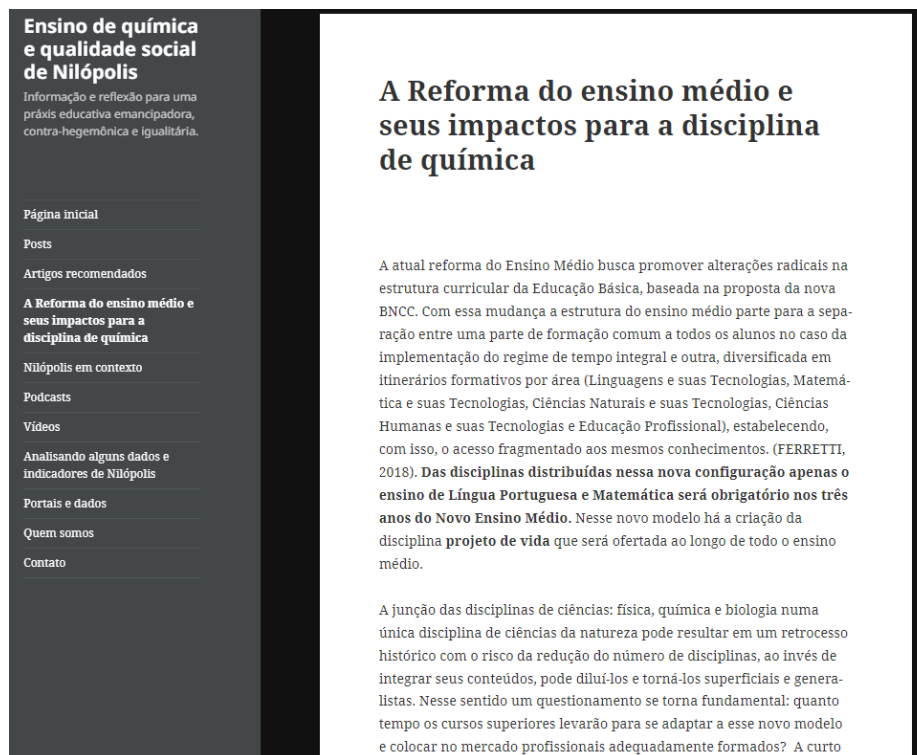 Ensino de química
e qualidade social
de Nilópolis
Informação e reflexão para uma
práxis educativa emancipadora,
contra-hegemônica e igualitária.
Página inicial
Posts
Artigos recomendados
A Reforma do ensino médio e
seus impactos para a
disciplina de química
Nilópolis em contexto
Podcasts
Vídeos
Analisando alguns dados e
indicadores de Nilópolis
Portais e dados
Quem somos
Contato
A Reforma do ensino médio e
seus impactos para a disciplina
de química
A atual reforma do Ensino Médio busca promover alterações radicais na
estrutura curricular da Educação Básica, baseada na proposta da nova
BNCC. Com essa mudança a estrutura do ensino médio parte para a sepa-
ração entre uma parte de formação comum a todos os alunos no caso da
implementação do regime de tempo integral e outra, diversificada em
itinerários formativos por área (Linguagens e suas Tecnologias, Matemá-
tica e suas Tecnologias, Ciências Naturais e suas Tecnologias, Ciências
Humanas e suas Tecnologias e Educação Profissional), estabelecendo,
com isso, o acesso fragmentado aos mesmos conhecimentos. (FERRETTI,
2018). Das disciplinas distribuídas nessa nova configuração apenas o
ensino de Língua Portuguesa e Matemática será obrigatório nos três
anos do Novo Ensino Médio. Nesse novo modelo há a criação da
disciplina projeto de vida que será ofertada ao longo de todo o ensino
médio.
A junção das disciplinas de ciências: física, química e biologia numa
única disciplina de ciências da natureza pode resultar em um retrocesso
histórico com o risco da redução do número de disciplinas, ao invés de
integrar seus conteúdos, pode diluí-los e torná-los superficiais e genera-
listas. Nesse sentido um questionamento se torna fundamental: quanto
tempo os cursos superiores levarão para se adaptar a esse novo modelo
e colocar no mercado profissionais adequadamente formados? A curto